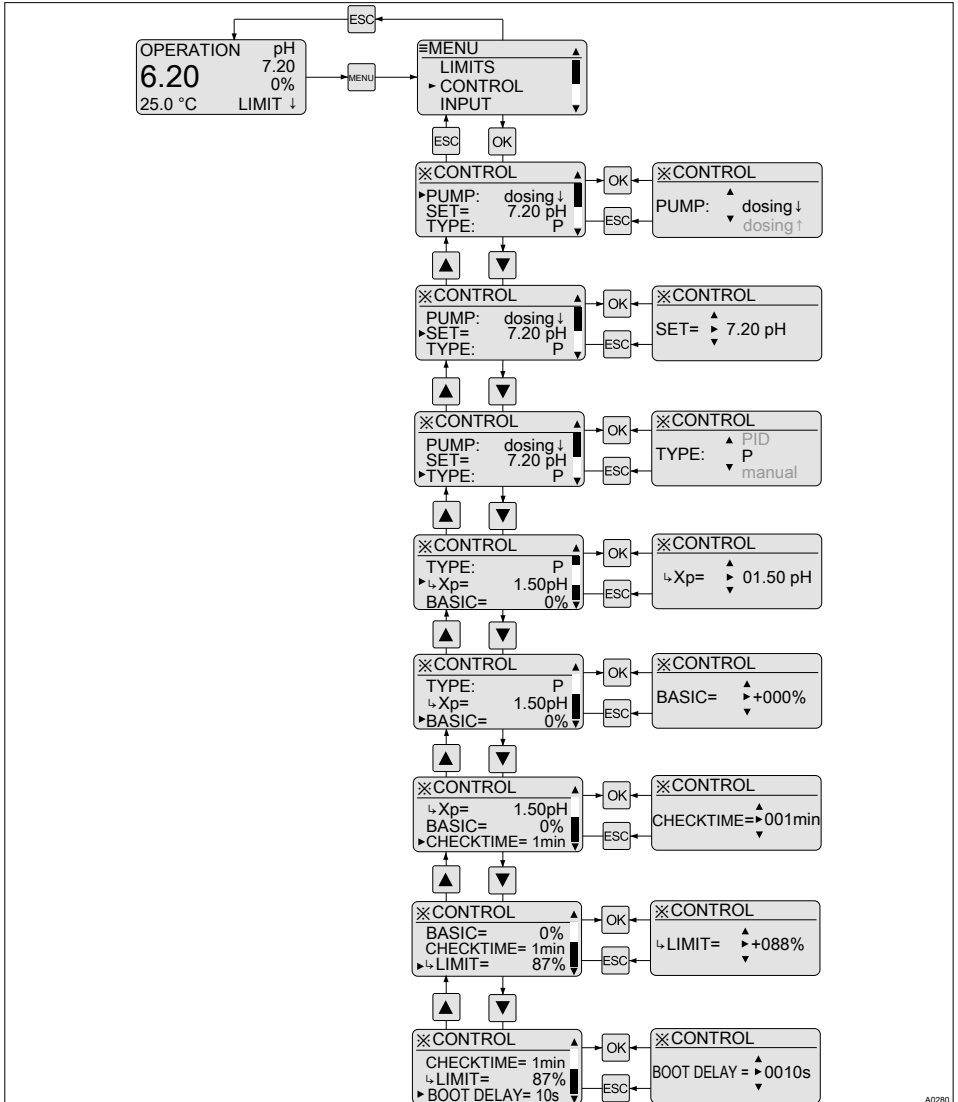 ESC
OPERATION pH
6.20 7.20
0%
25.0 °C LIMIT ↓
MENU
≡MENU ▲
LIMITS
► CONTROL
INPUT ▼
ESC OK
※CONTROL ▲
►PUMP: dosing↓
SET= 7.20 pH
TYPE: P ▼
OK
ESC
※CONTROL
▲
PUMP: dosing↓
▼ dosing↑
▲ ▼
※CONTROL ▲
PUMP: dosing↓
►SET= 7.20 pH
TYPE: P ▼
OK
ESC
※CONTROL
▲
SET= ► 7.20 pH
▼
▲ ▼
※CONTROL ▲
PUMP: dosing↓
SET= 7.20 pH
►TYPE: P ▼
OK
ESC
※CONTROL
▲ PID
TYPE: P
▼ manual
▲ ▼
※CONTROL ▲
TYPE: P
►↳Xp= 1.50pH
BASIC= 0% ▼
OK
ESC
※CONTROL
▲
↳Xp= ► 01.50 pH
▼
▲ ▼
※CONTROL ▲
TYPE: P
↳Xp= 1.50pH
►BASIC= 0% ▼
OK
ESC
※CONTROL
▲
BASIC= ►+000%
▼
▲ ▼
※CONTROL ▲
↳Xp= 1.50pH
BASIC= 0%
►CHECKTIME= 1min ▼
OK
ESC
※CONTROL
▲
CHECKTIME=►001min
▼
▲ ▼
※CONTROL ▲
BASIC= 0%
CHECKTIME= 1min
►↳LIMIT= 87% ▼
OK
ESC
※CONTROL
▲
↳LIMIT= ►+088%
▼
▲ ▼
※CONTROL ▲
CHECKTIME= 1min
↳LIMIT= 87%
► BOOT DELAY= 10s ▼
OK
ESC
※CONTROL
▲
BOOT DELAY = ►0010s
▼
A0280